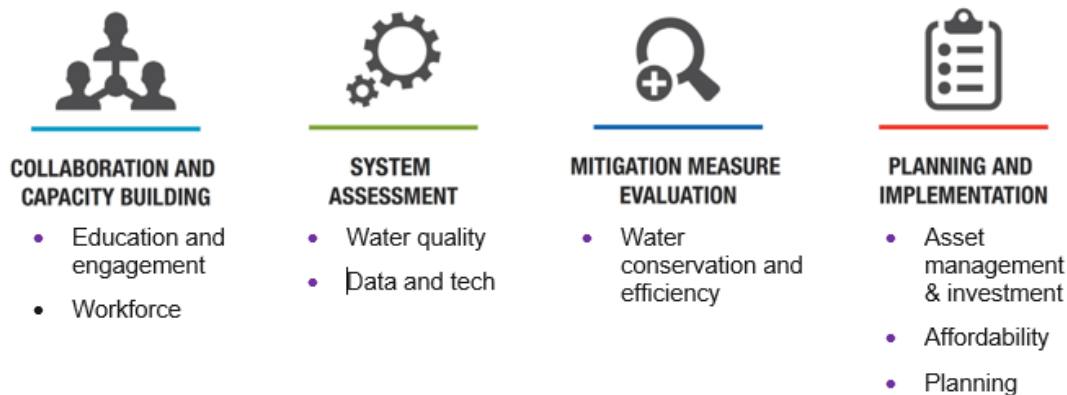 COLLABORATION AND
CAPACITY BUILDING
• Education and
engagement
• Workforce
SYSTEM
ASSESSMENT
• Water quality
• Data and tech
MITIGATION MEASURE
EVALUATION
• Water
conservation and
efficiency
PLANNING AND
IMPLEMENTATION
• Asset
management
& investment
• Affordability
• Planning